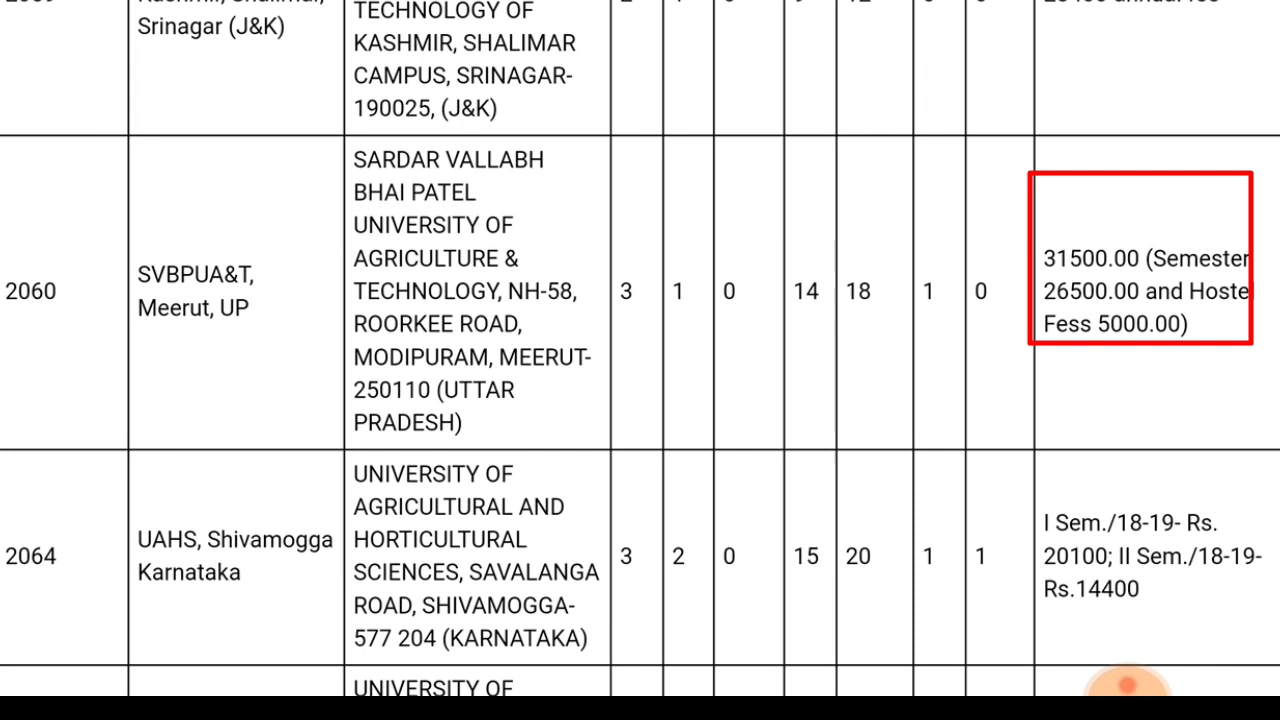 Srinagar (J&K)
TECHNOLOGY OF
KASHMIR, SHALIMAR
CAMPUS, SRINAGAR-
190025, (J&K)
2060
SVBPUA&T,
Meerut, UP
SARDAR VALLABH
BHAI PATEL
UNIVERSITY OF
AGRICULTURE &
TECHNOLOGY, NH-58,
ROORKEE ROAD,
MODIPURAM, MEERUT-
250110 (UTTAR
PRADESH)
3 1 0 14 18 1 0
31500.00 (Semester
26500.00 and Hostel
Fess 5000.00)
2064
UAHS, Shivamogga
Karnataka
UNIVERSITY OF
AGRICULTURAL AND
HORTICULTURAL
SCIENCES, SAVALANGA
ROAD, SHIVAMOGGA-
577 204 (KARNATAKA)
3 2 0 15 20 1 1
I Sem./18-19- Rs.
20100; II Sem./18-19-
Rs.14400
UNIVERSITY OF